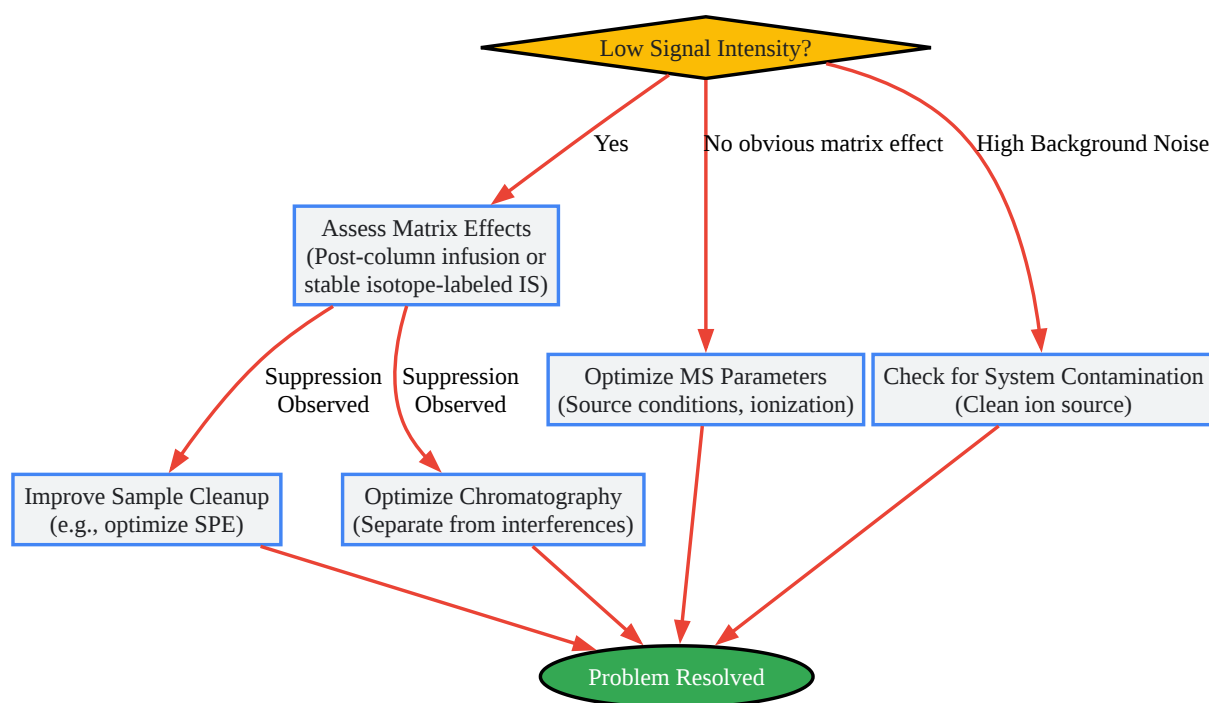 Low Signal Intensity?
Yes
No obvious matrix effect
High Background Noise
Assess Matrix Effects
(Post-column infusion or
stable isotope-labeled IS)
Suppression
Observed
Suppression
Observed
Optimize MS Parameters
(Source conditions, ionization)
Check for System Contamination
(Clean ion source)
Improve Sample Cleanup
(e.g., optimize SPE)
Optimize Chromatography
(Separate from interferences)
Problem Resolved